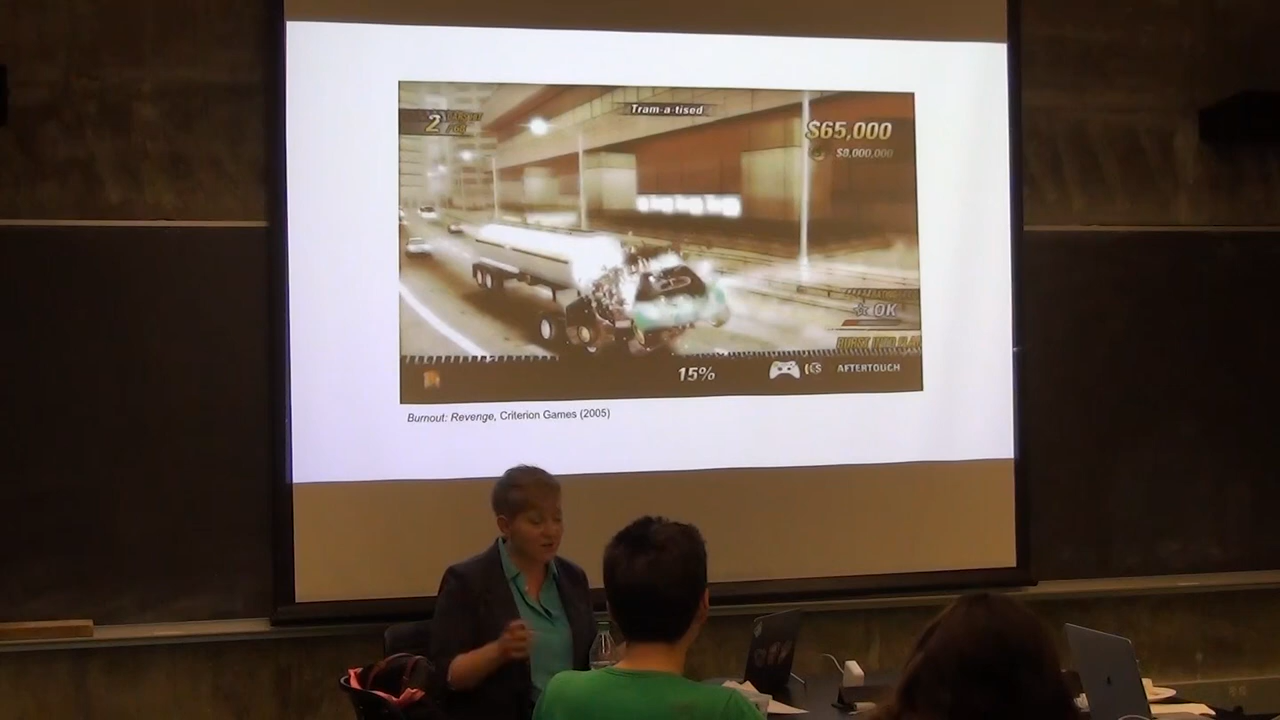 Tram-a-tised
2
$65,000
$8,000,000
OK
15%
AFTERTOUCH
Burnout: Revenge, Criterion Games (2005)